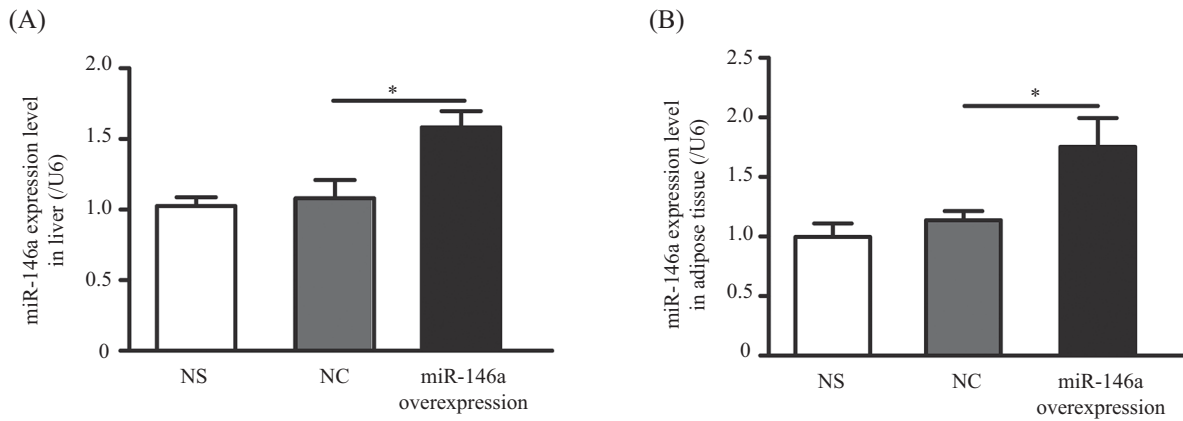 (A)
miR-146a expression level
in liver (/U6)
2.0
1.5
1.0
0.5
0
*
NS
NC
miR-146a
overexpression
(B)
miR-146a expression level
in adipose tissue (/U6)
2.5
2.0
1.5
1.0
0.5
0
*
NS
NC
miR-146a
overexpression